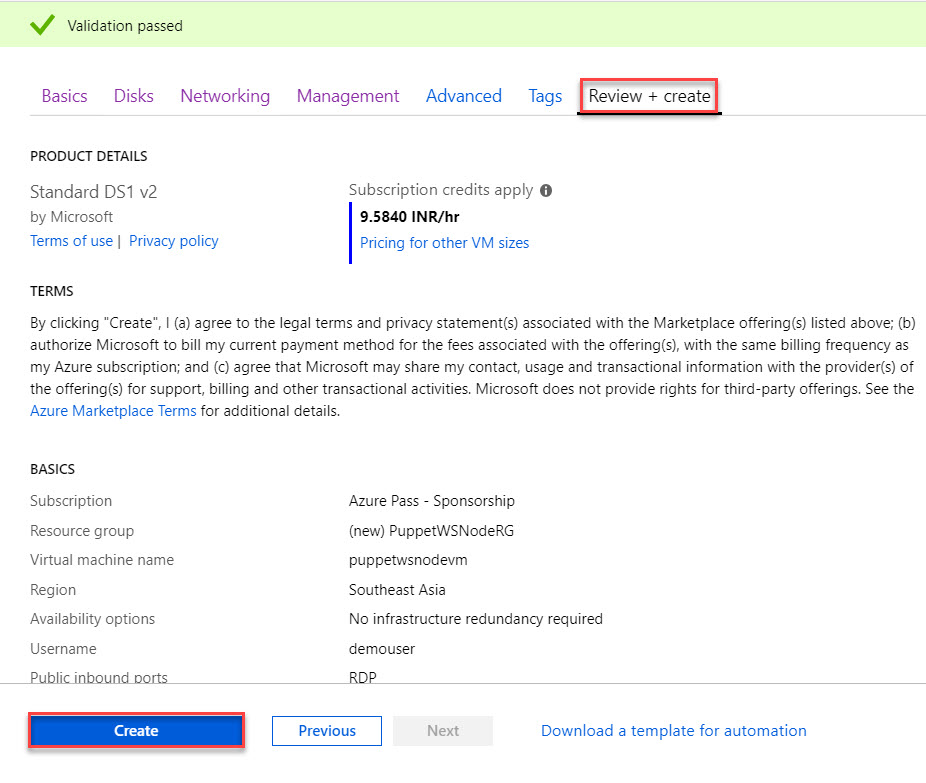 Validation passed
Basics Disks Networking Management Advanced Tags Review + create
PRODUCT DETAILS
Standard DS1 v2
by Microsoft
Terms of use | Privacy policy
Subscription credits apply
9.5840 INR/hr
Pricing for other VM sizes
TERMS
By clicking "Create", I (a) agree to the legal terms and privacy statement(s) associated with the Marketplace offering(s) listed above; (b)
authorize Microsoft to bill my current payment method for the fees associated with the offering(s), with the same billing frequency as
my Azure subscription; and (c) agree that Microsoft may share my contact, usage and transactional information with the provider(s) of
the offering(s) for support, billing and other transactional activities. Microsoft does not provide rights for third-party offerings. See the
Azure Marketplace Terms for additional details.
BASICS
Subscription Azure Pass - Sponsorship
Resource group (new) PuppetWSNodeRG
Virtual machine name puppetwsnodevm
Region Southeast Asia
Availability options No infrastructure redundancy required
Username demouser
Public inbound ports RDP
Create Previous Next Download a template for automation